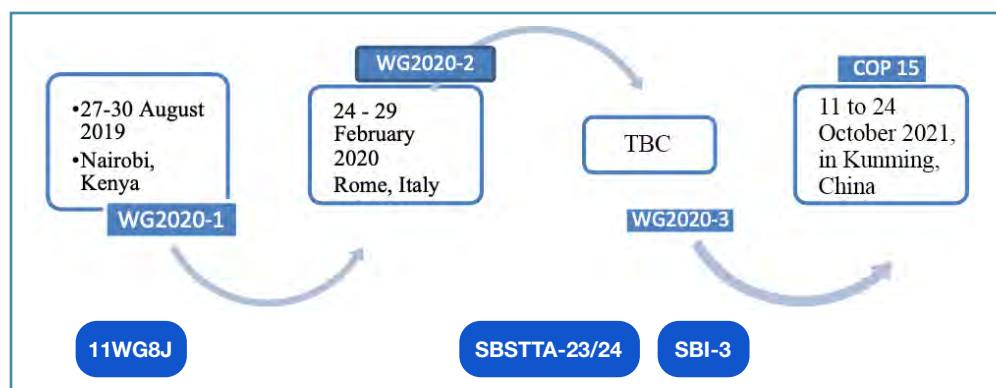 •27-30 August
2019
•Nairobi,
Kenya
WG2020-1
WG2020-2
24 - 29
February
2020
Rome, Italy
TBC
WG2020-3
COP 15
11 to 24
October 2021,
in Kunming,
China
11WG8J
SBSTTA-23/24
SBI-3